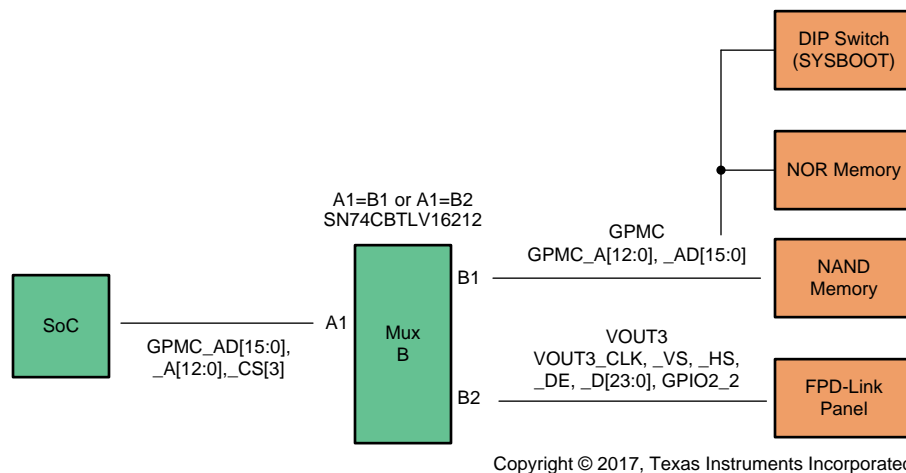 DIP Switch
(SYSBOOT)
NOR Memory
A1=B1 or A1=B2
SN74CBTLV16212
GPMC
GPMC_A[12:0], _AD[15:0]
B1
NAND
Memory
SoC
A1
Mux
B
GPMC_AD[15:0],
_A[12:0],_CS[3]
VOUT3
VOUT3_CLK, _VS, _HS,
_DE, _D[23:0], GPIO2_2
B2
FPD-Link
Panel
Copyright © 2017, Texas Instruments Incorporated